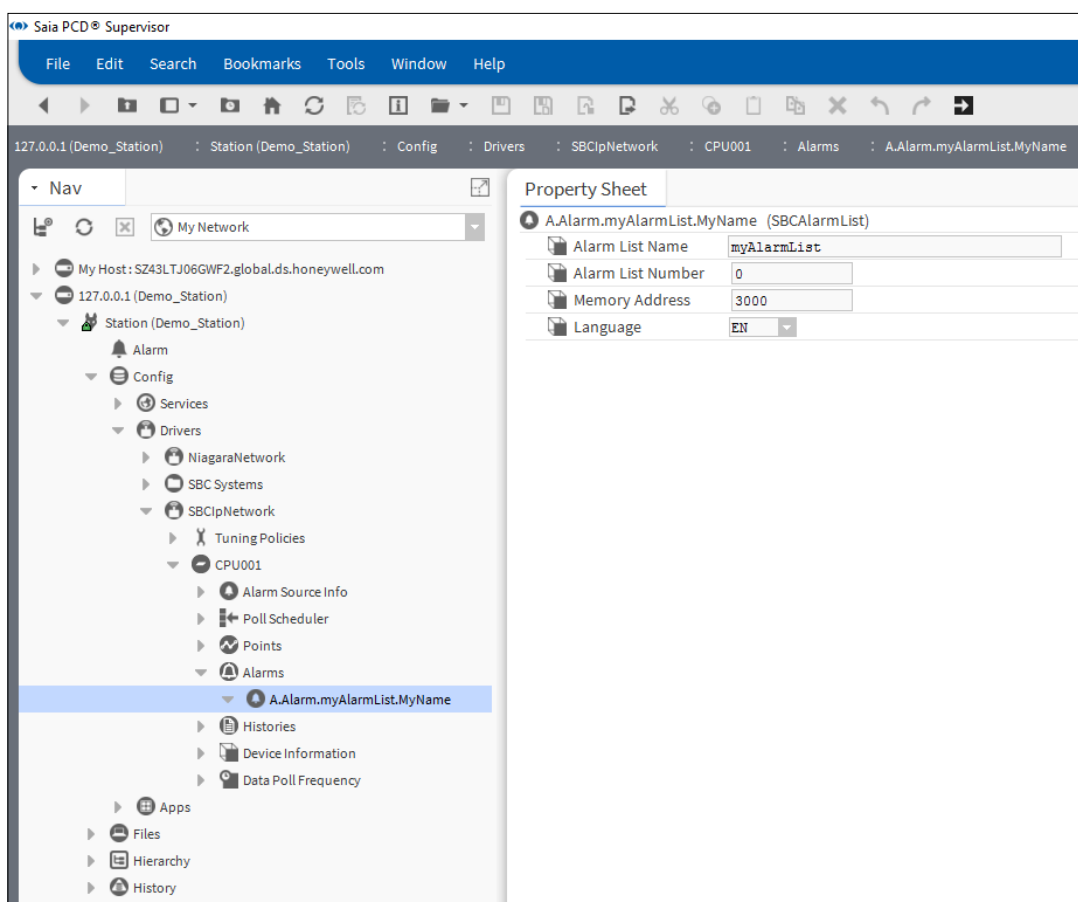 Saia PCD® Supervisor
File Edit Search Bookmarks Tools Window Help
127.0.0.1 (Demo_Station) : Station (Demo_Station) : Config : Drivers : SBCIpNetwork : CPU001 : Alarms : A.Alarm.myAlarmList.MyName
Nav
My Network
My Host : SZ43LTJ06GWF2.global.ds.honeywell.com
127.0.0.1 (Demo_Station)
Station (Demo_Station)
Alarm
Config
Services
Drivers
NiagaraNetwork
SBC Systems
SBCIpNetwork
Tuning Policies
CPU001
Alarm Source Info
Poll Scheduler
Points
Alarms
A.Alarm.myAlarmList.MyName
Histories
Device Information
Data Poll Frequency
Apps
Files
Hierarchy
History
Property Sheet
A.Alarm.myAlarmList.MyName (SBCAlarmList)
Alarm List Name myAlarmList
Alarm List Number 0
Memory Address 3000
Language EN